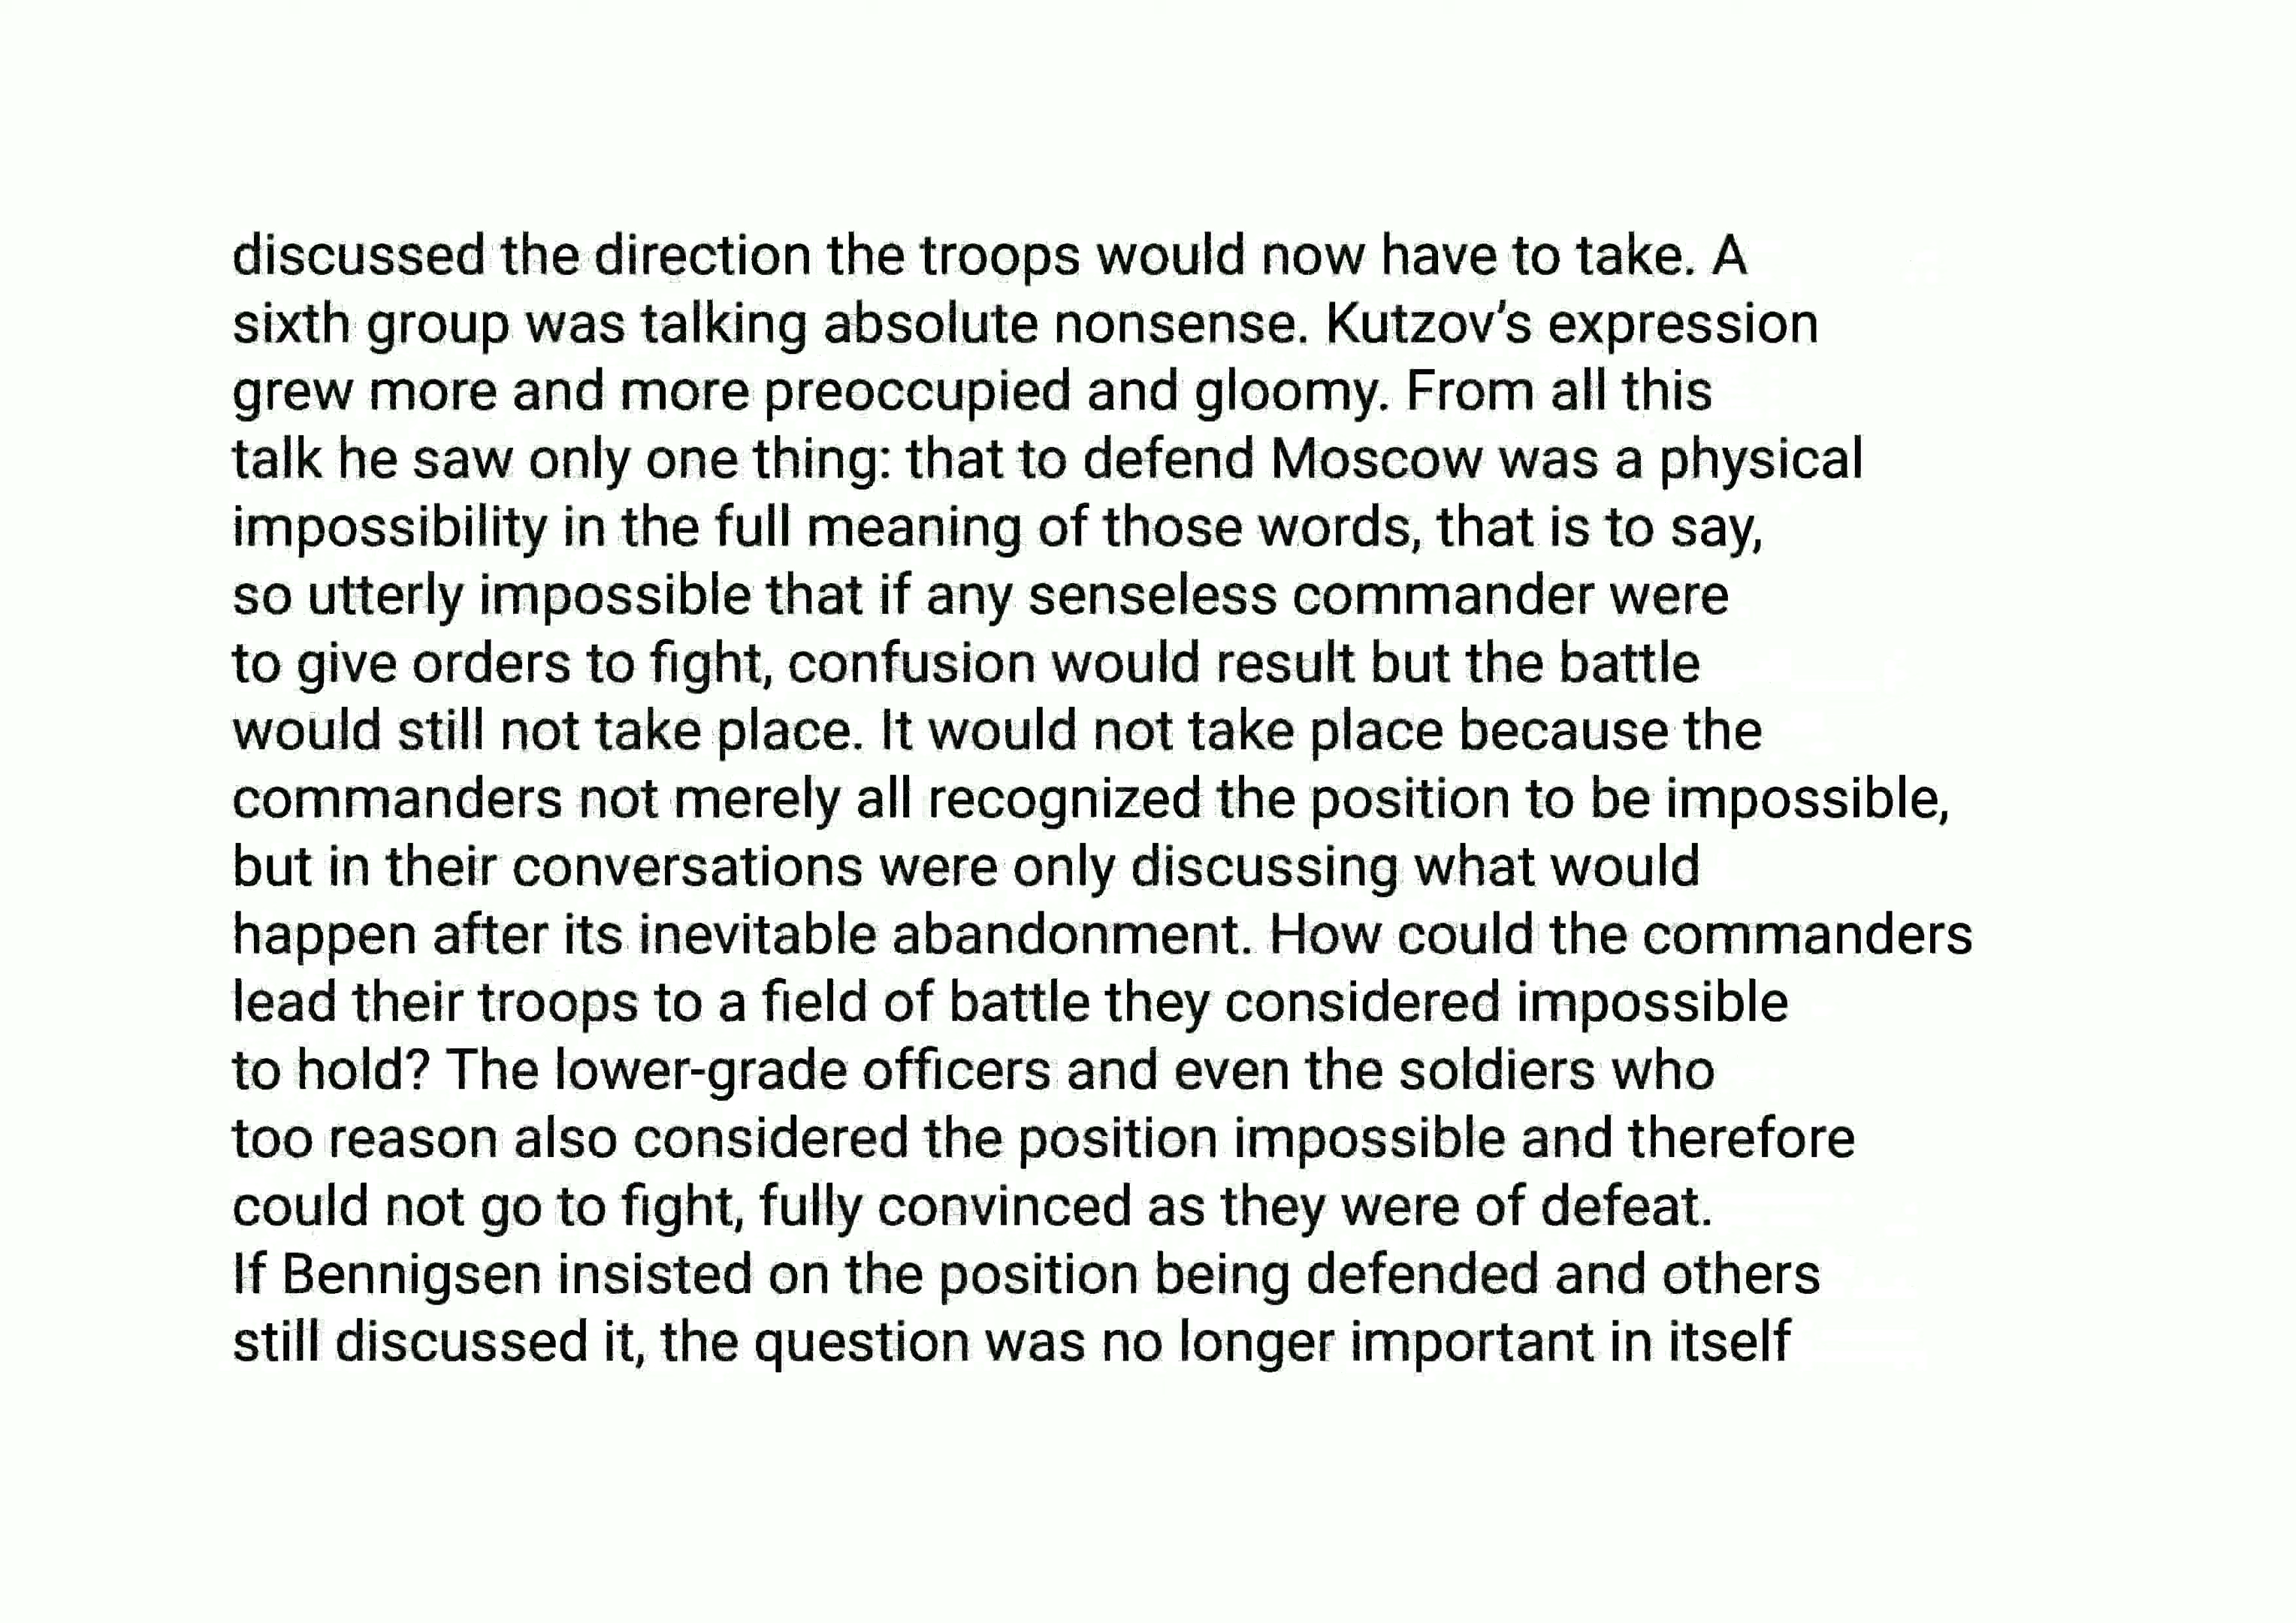 discussed the direction the troops would now have to take. A
sixth group was talking absolute nonsense. Kutzov’s expression
grew more and more preoccupied and gloomy. From all this
talk he saw only one thing: that to defend Moscow was a physical
impossibility in the full meaning of those words, that is to say,
so utterly impossible that if any senseless commander were
to give orders to fight, confusion would result but the battle
would still not take place. It would not take place because the
commanders not merely all recognized the position to be impossible,
but in their conversations were only discussing what would
happen after its inevitable abandonment. How could the commanders
lead their troops to a field of battle they considered impossible
to hold? The lower-grade officers and even the soldiers who
too reason also considered the position impossible and therefore
could not go to fight, fully convinced as they were of defeat.
If Bennigsen insisted on the position being defended and others
still discussed it, the question was no longer important in itself